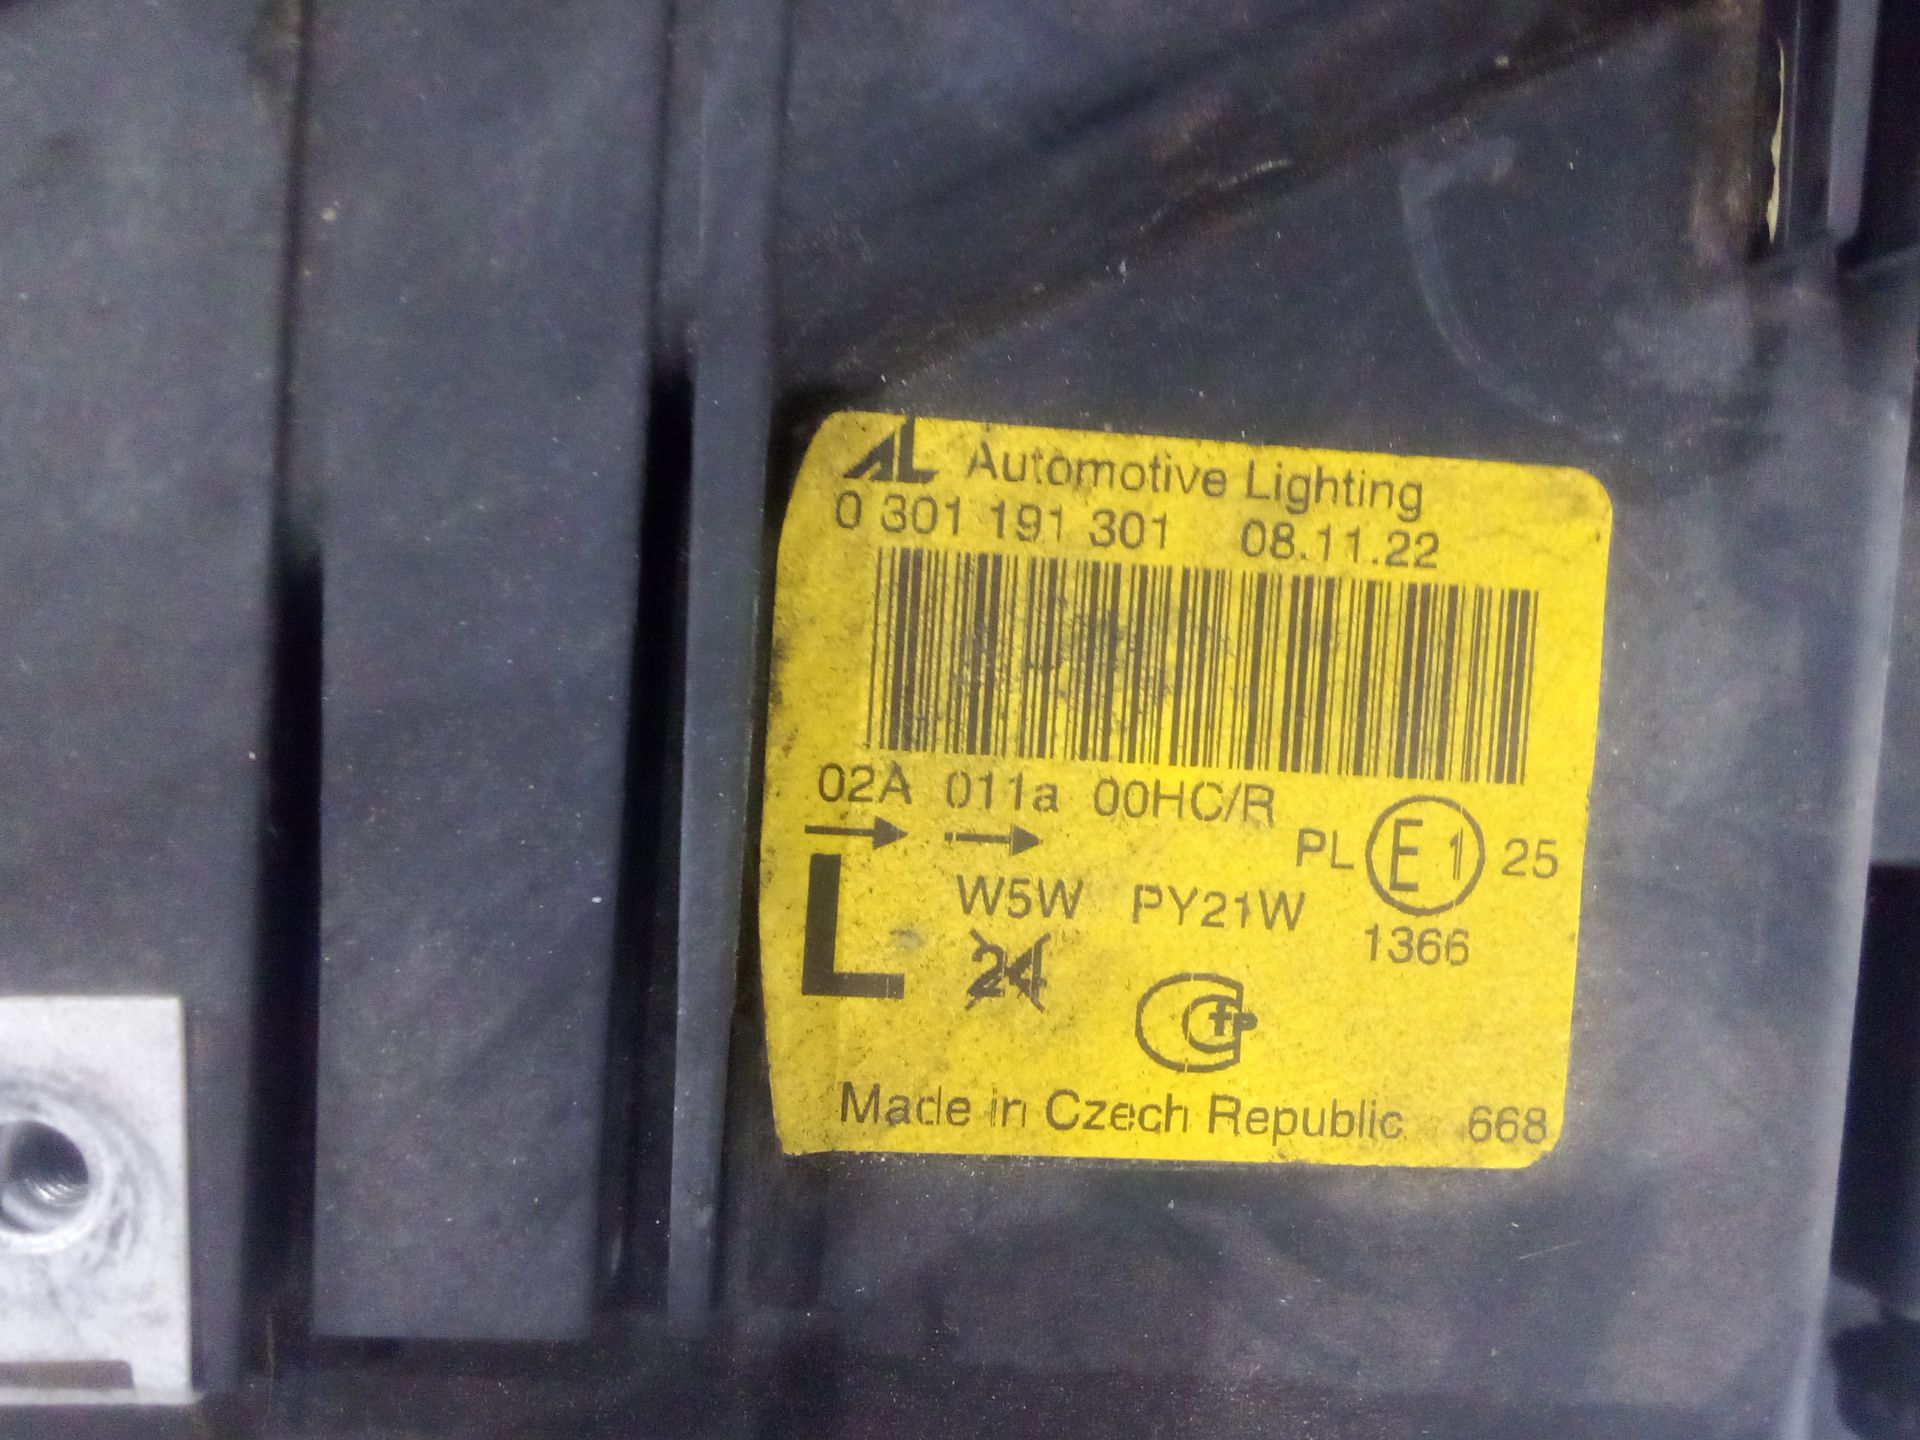 AL Automotive Lighting
0 301 191 301 08.11.22
02A 011a 00HC/R
PL E1 25
L W5W PY21W 1366
24
Made in Czech Republic 668